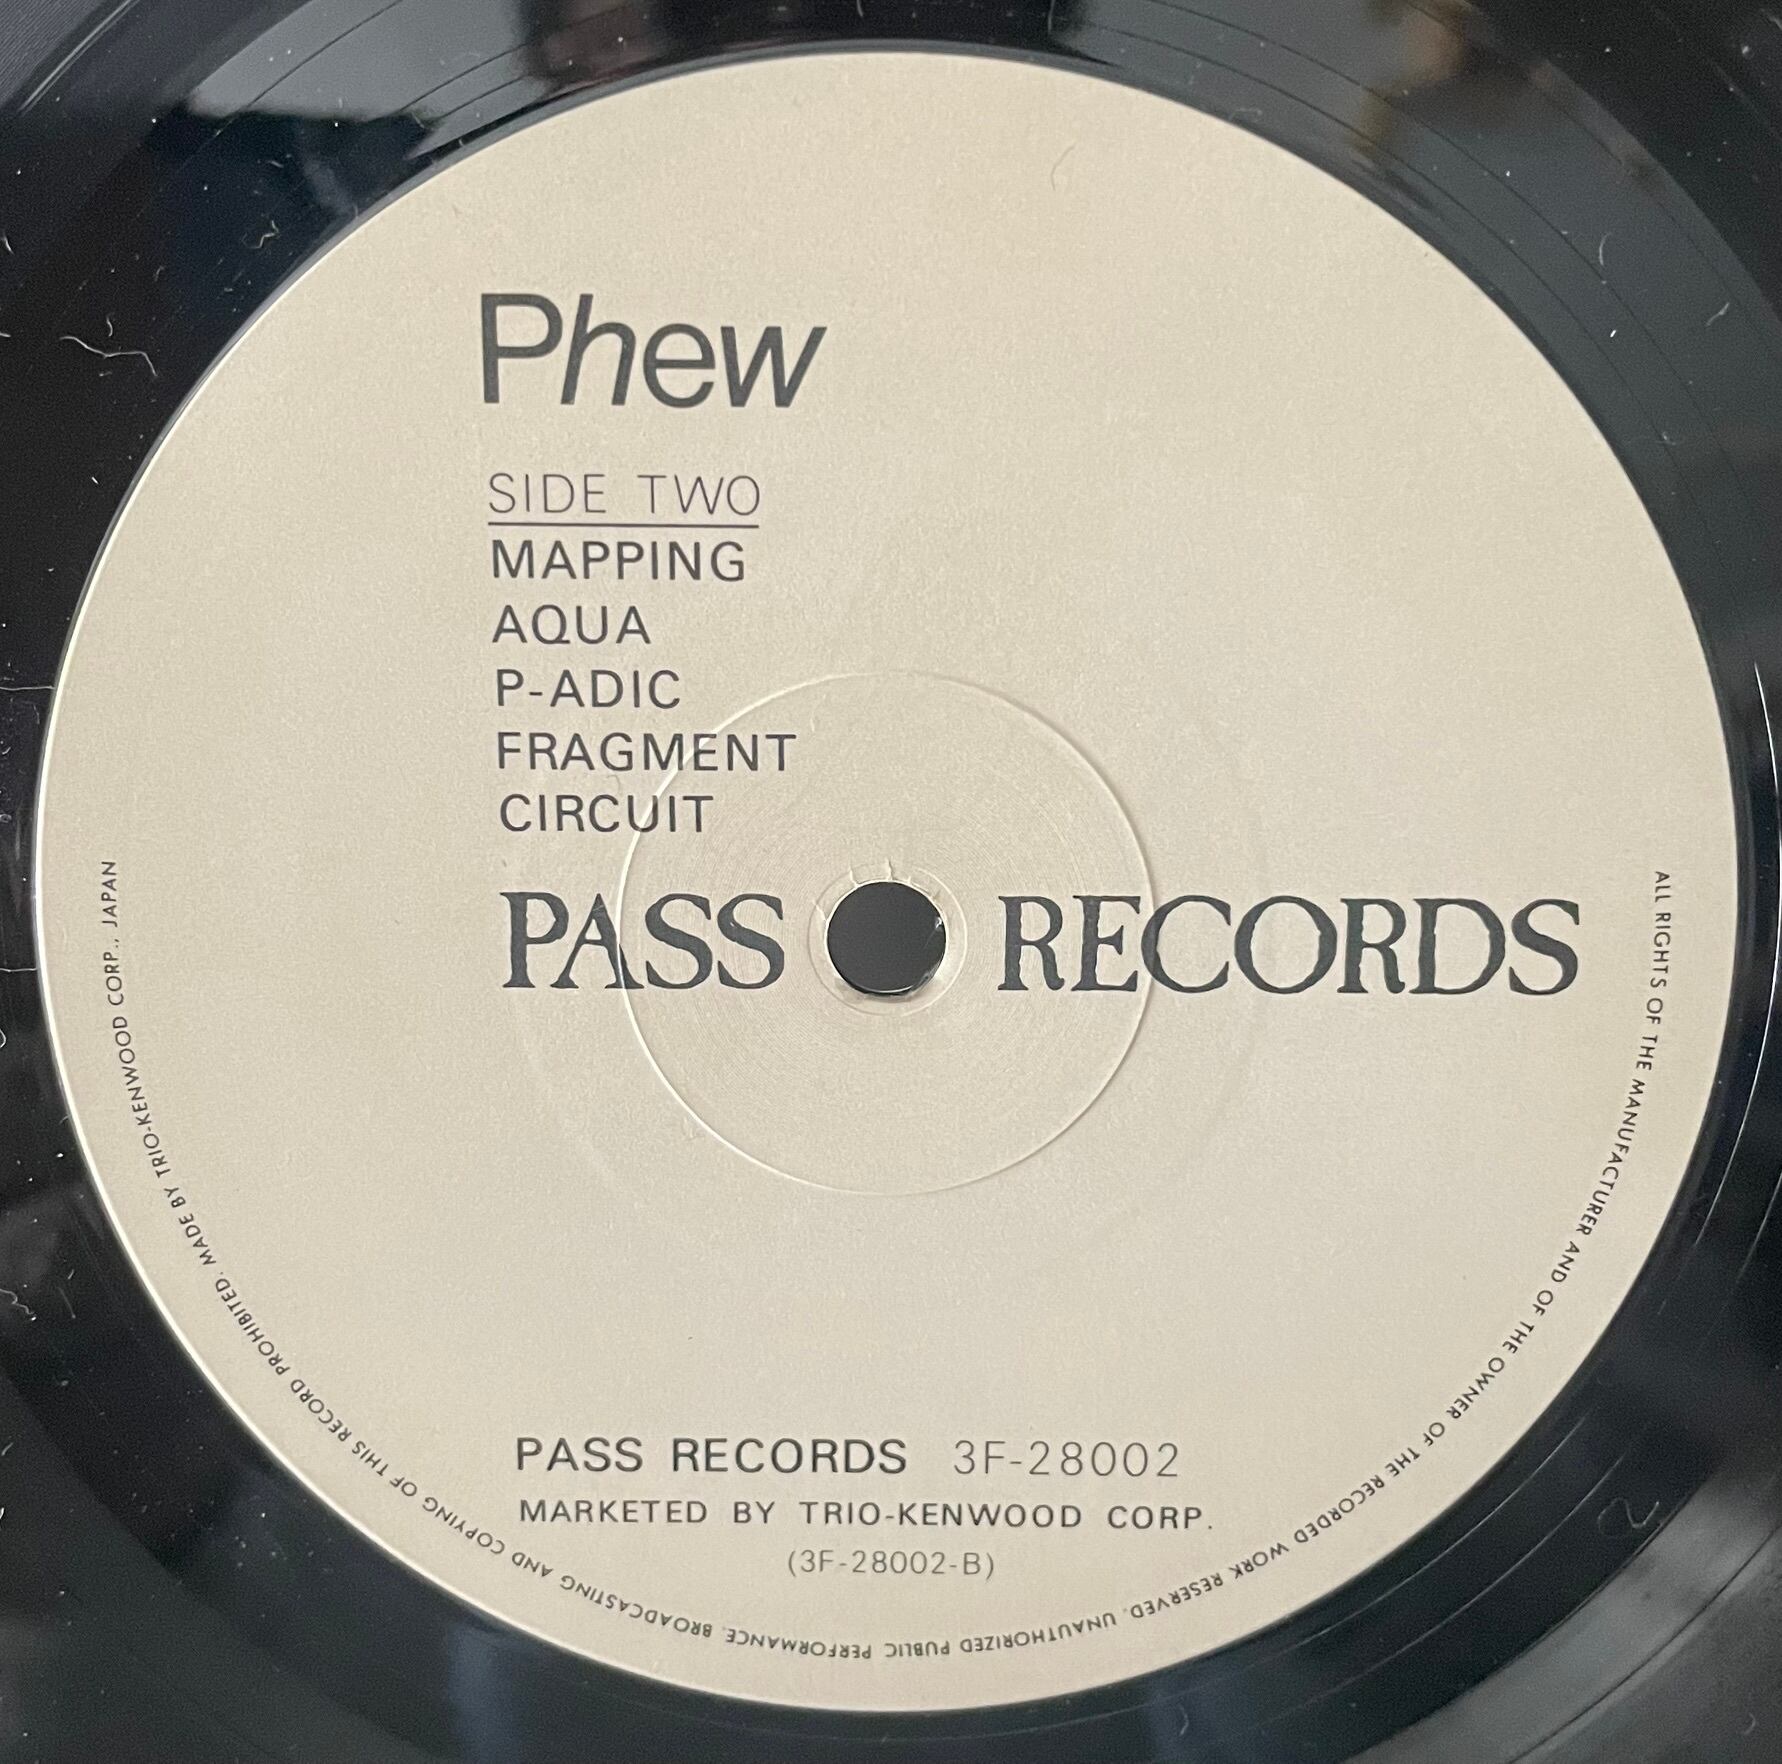 Phew
SIDE TWO
MAPPING
AQUA
P-ADIC
FRAGMENT
CIRCUIT
PASS RECORDS
PASS RECORDS 3F-28002
MARKETED BY TRIO-KENWOOD CORP.
(3F-28002-B)
ALL RIGHTS OF THE MANUFACTURER AND OF THE OWNER OF THE RECORDED WORK RESERVED. UNAUTHORIZED PUBLIC PERFORMANCE. BROADCASTING AND COPYING OF THIS RECORD PROHIBITED. MADE BY TRIO-KENWOOD CORP., JAPAN